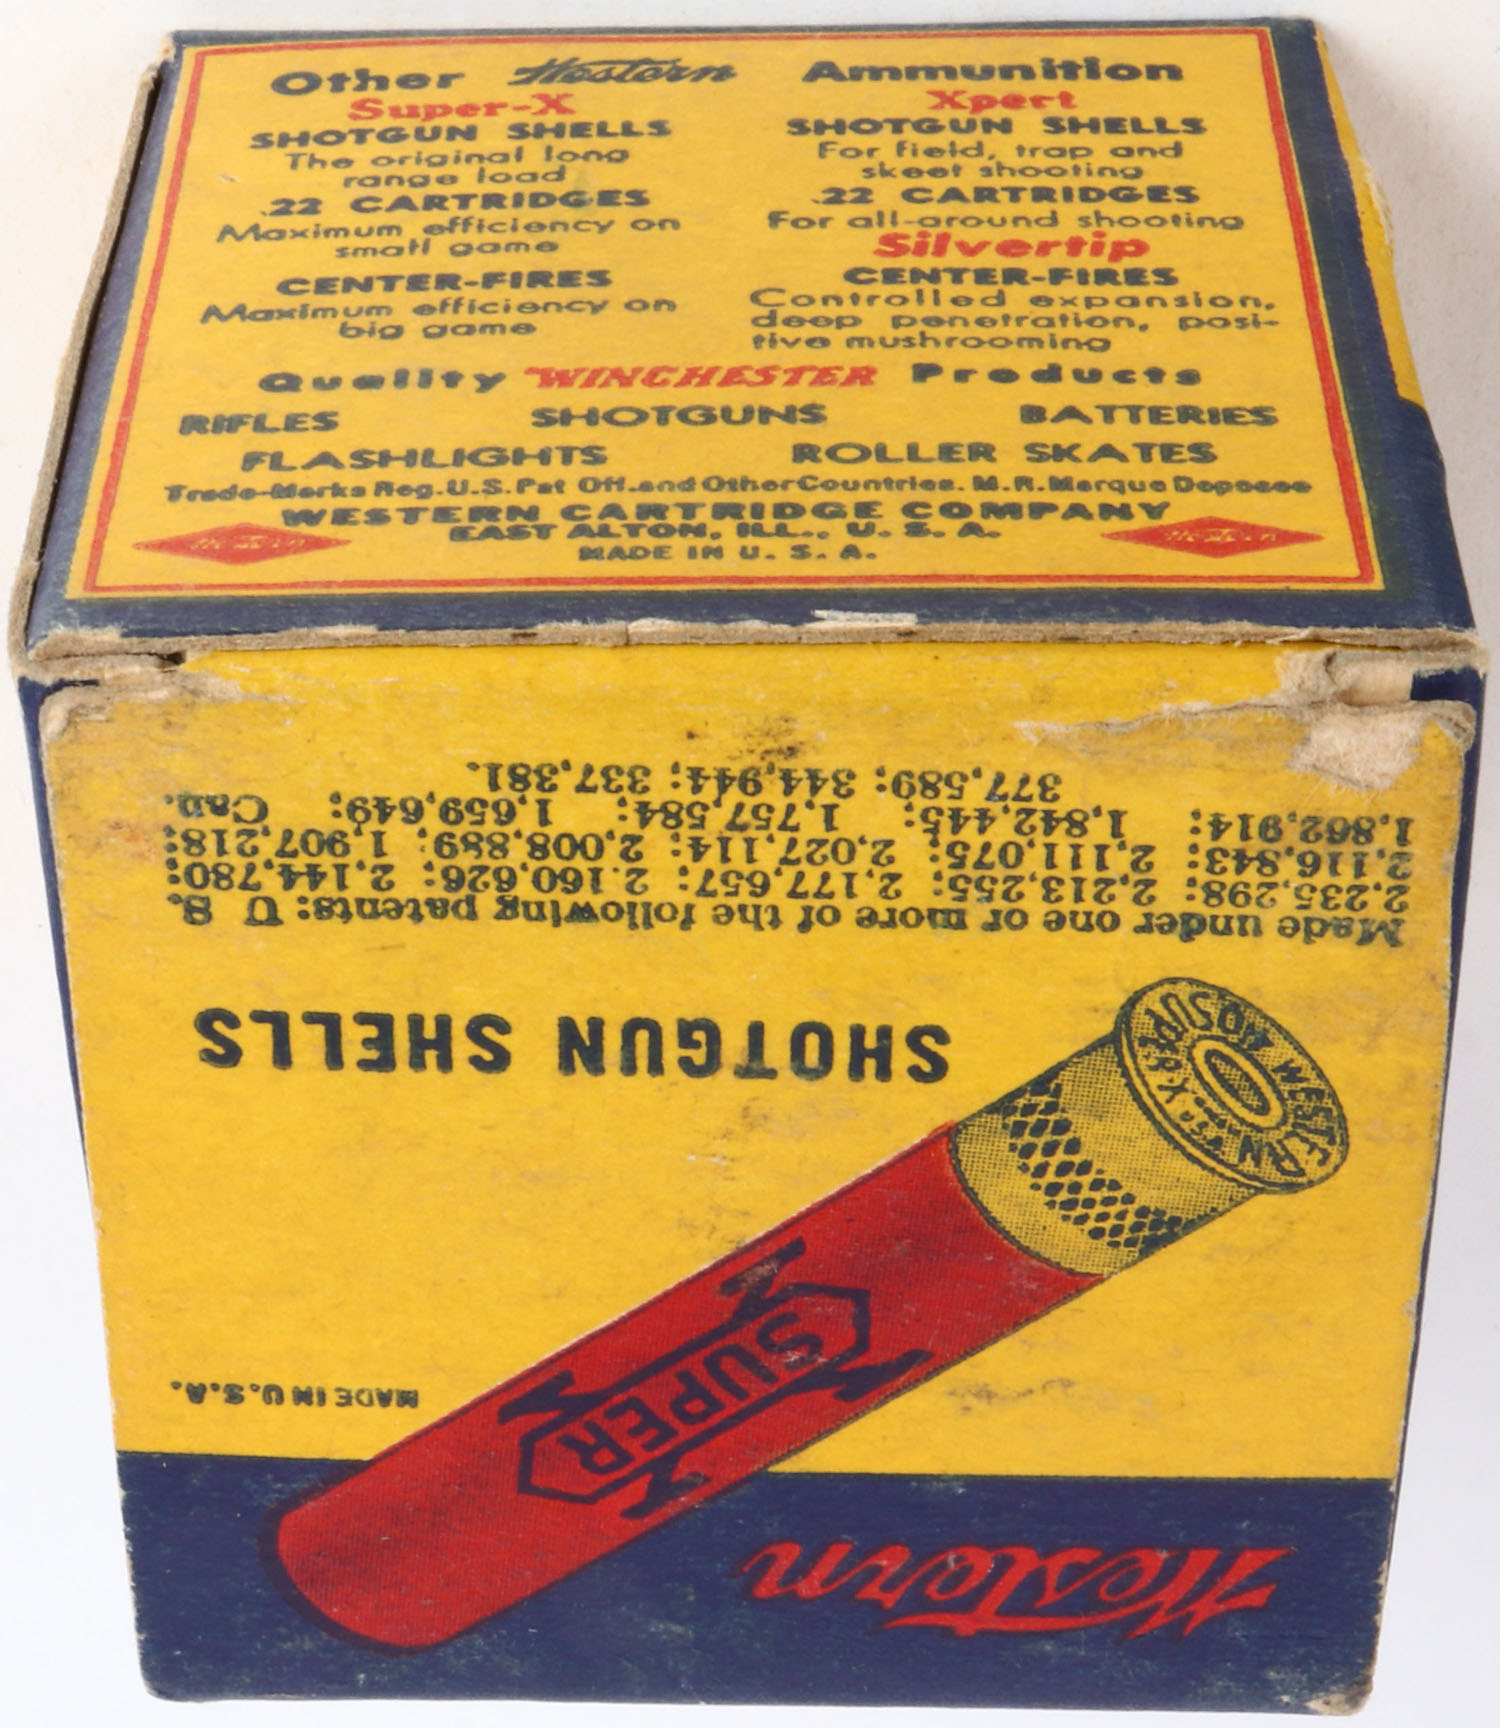 Other Western Ammunition
Super-X
SHOTGUN SHELLS
The original long
range load
.22 CARTRIDGES
Maximum efficiency on
small game
CENTER-FIRES
Maximum efficiency on
big game
Xpert
SHOTGUN SHELLS
For field, trap and
skeet shooting
.22 CARTRIDGES
For all-around shooting
Silvertip
CENTER-FIRES
Controlled expansion,
deep penetration, posi-
tive mushrooming
Quality WINCHESTER Products
RIFLES SHOTGUNS BATTERIES
FLASHLIGHTS ROLLER SKATES
Trade-Marks Reg. U.S. Pat Off. and Other Countries. M.R. Marque Deposee
WESTERN CARTRIDGE COMPANY
Western EAST ALTON, ILL., U. S. A. Western
MADE IN U. S. A.
Western
MADE IN U.S.A.
SUPER
WESTERN
SHOTGUN SHELLS
Made under one or more of the following patents: U S.
2,235,298; 2,213,255; 2,177,657; 2.160,626; 2,144,780;
2,116,843; 2,111,075; 2,027,114; 2,008,889; 1,907,218;
1,862,914; 1,842,445; 1,757,584; 1,659,649; Can.
377,589; 344,944; 337,381.